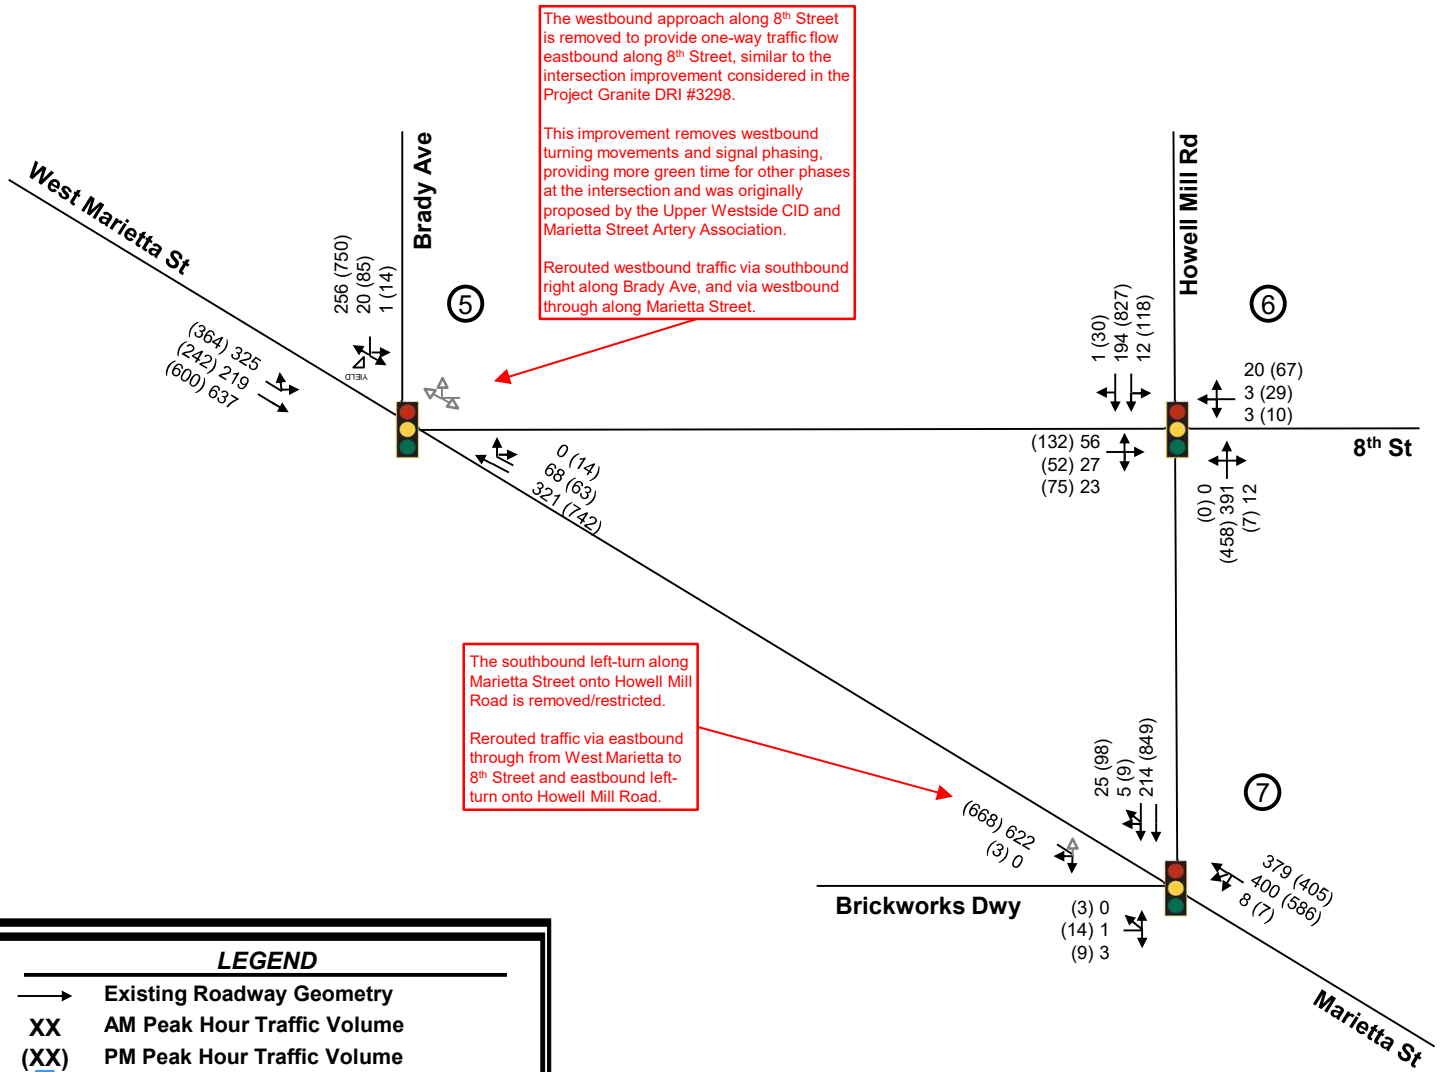 The westbound approach along 8th Street
is removed to provide one-way traffic flow
eastbound along 8th Street, similar to the
intersection improvement considered in the
Project Granite DRI #3298.
This improvement removes westbound
turning movements and signal phasing,
providing more green time for other phases
at the intersection and was originally
proposed by the Upper Westside CID and
Marietta Street Artery Association.
Rerouted westbound traffic via southbound
right along Brady Ave, and via westbound
through along Marietta Street.
West Marietta St
Brady Ave
Howell Mill Rd
256 (750)
20 (85)
1 (14)
5
6
(364) 325
(242) 219
(600) 637
YIELD
1 (30)
194 (827)
12 (118)
20 (67)
3 (29)
3 (10)
8th St
(132) 56
(52) 27
(75) 23
0 (14)
68 (63)
321 (742)
(0) 0
(458) 391
(7) 12
The southbound left-turn along
Marietta Street onto Howell Mill
Road is removed/restricted.
Rerouted traffic via eastbound
through from West Marietta to
8th Street and eastbound left-
turn onto Howell Mill Road.
25 (98)
5 (9)
214 (849)
7
(668) 622
(3) 0
379 (405)
400 (586)
8 (7)
Brickworks Dwy
(3) 0
(14) 1
(9) 3
Marietta St
LEGEND
Existing Roadway Geometry
XX AM Peak Hour Traffic Volume
(XX) PM Peak Hour Traffic Volume